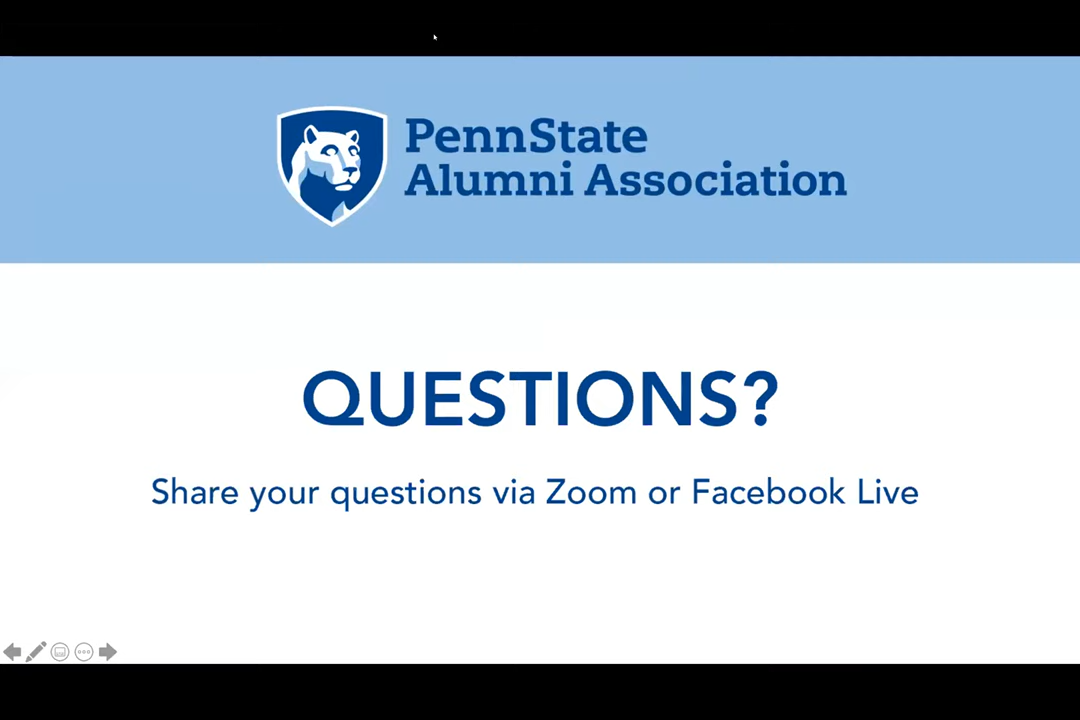 PennState
Alumni Association
QUESTIONS?
Share your questions via Zoom or Facebook Live